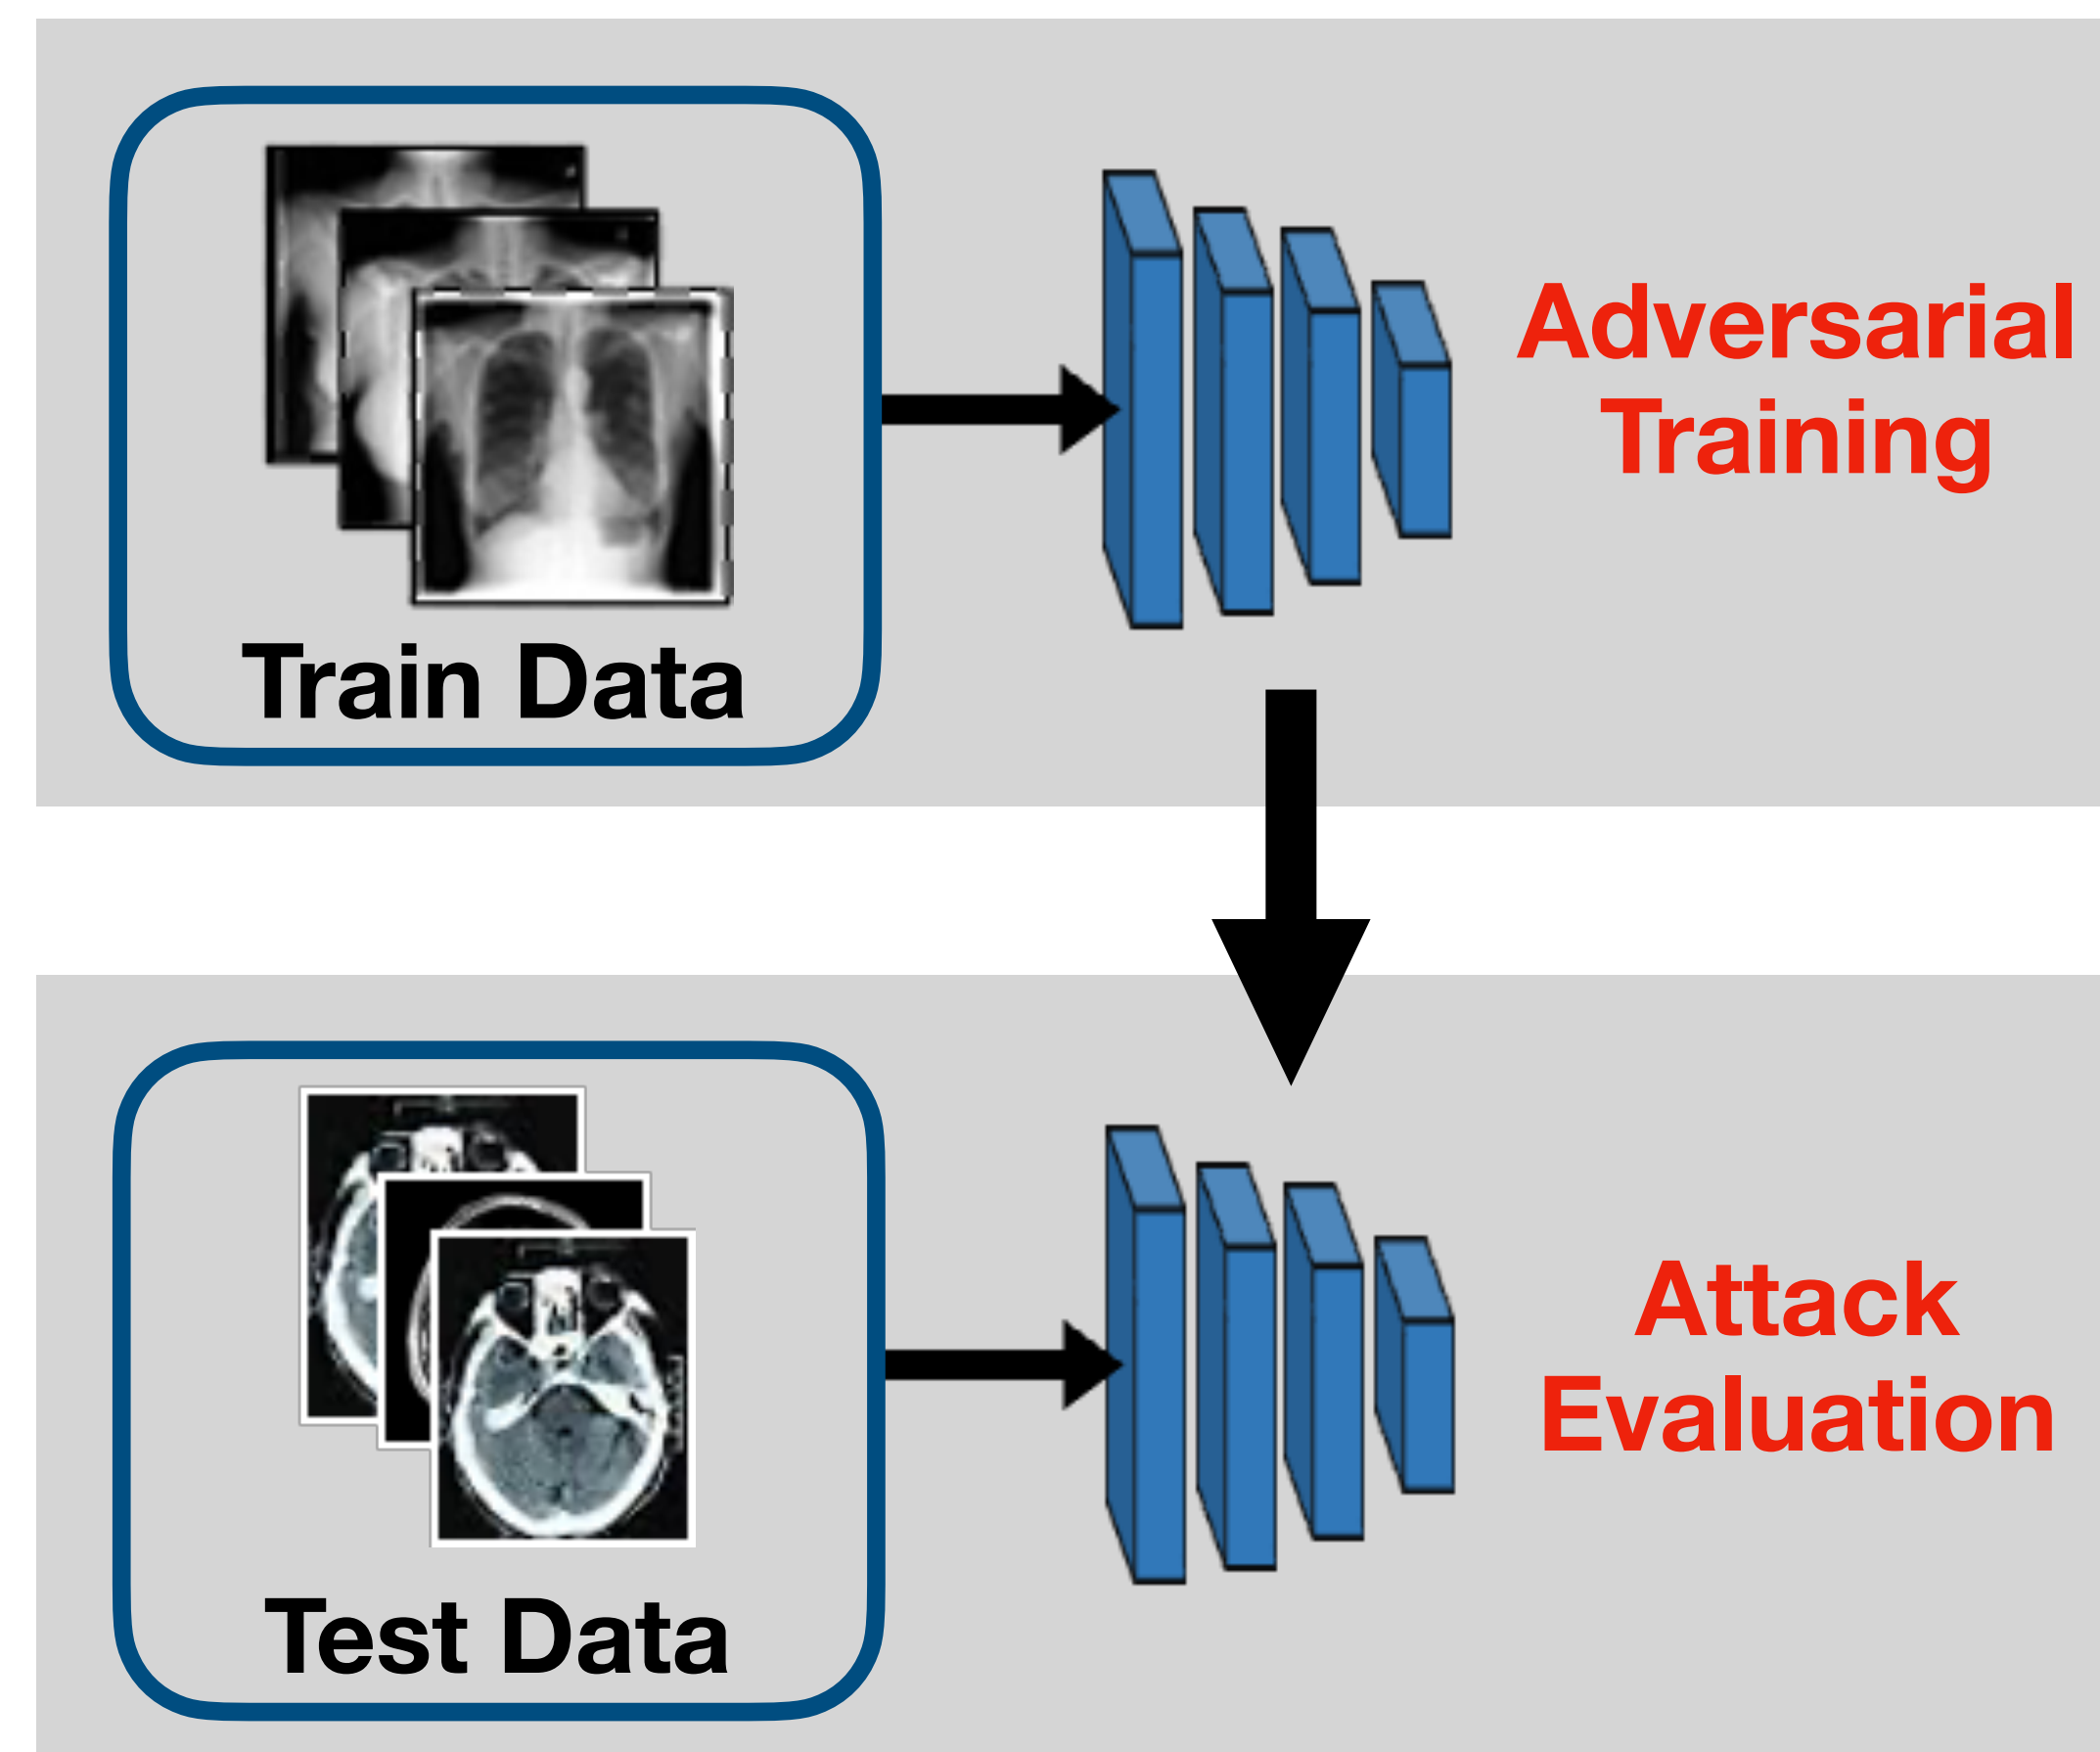 Train Data
Adversarial
Training
Test Data
Attack
Evaluation